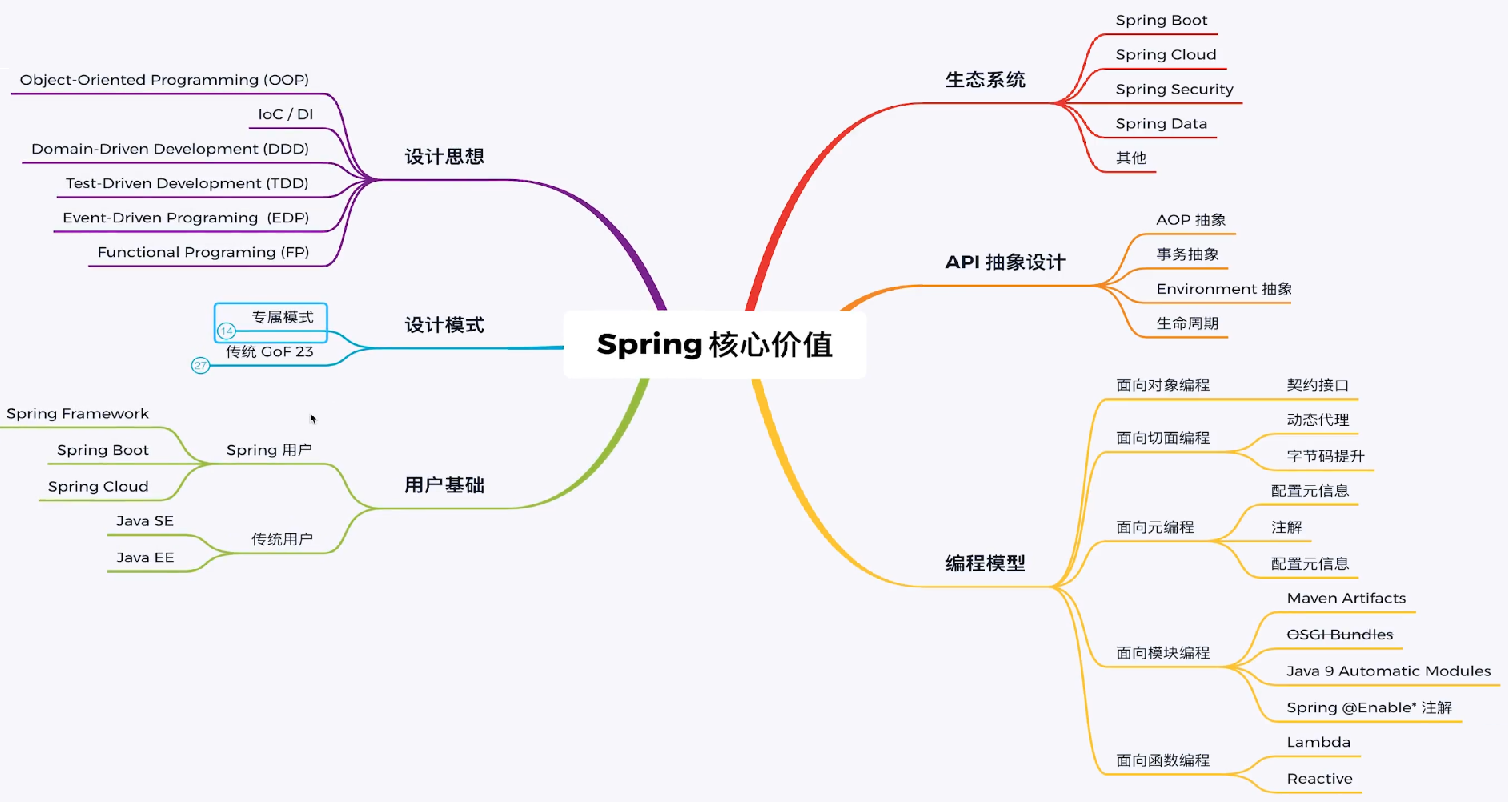 Spring 核心价值
生态系统
Spring Boot
Spring Cloud
Spring Security
Spring Data
其他
API 抽象设计
AOP 抽象
事务抽象
Environment 抽象
生命周期
编程模型
面向对象编程
契约接口
面向切面编程
动态代理
字节码提升
面向元编程
配置元信息
注解
配置元信息
面向模块编程
Maven Artifacts
OSGI Bundles
Java 9 Automatic Modules
Spring @Enable* 注解
面向函数编程
Lambda
Reactive
设计思想
Object-Oriented Programming (OOP)
IoC / DI
Domain-Driven Development (DDD)
Test-Driven Development (TDD)
Event-Driven Programing (EDP)
Functional Programing (FP)
设计模式
专属模式
14
传统 GoF 23
27
用户基础
Spring 用户
Spring Framework
Spring Boot
Spring Cloud
传统用户
Java SE
Java EE